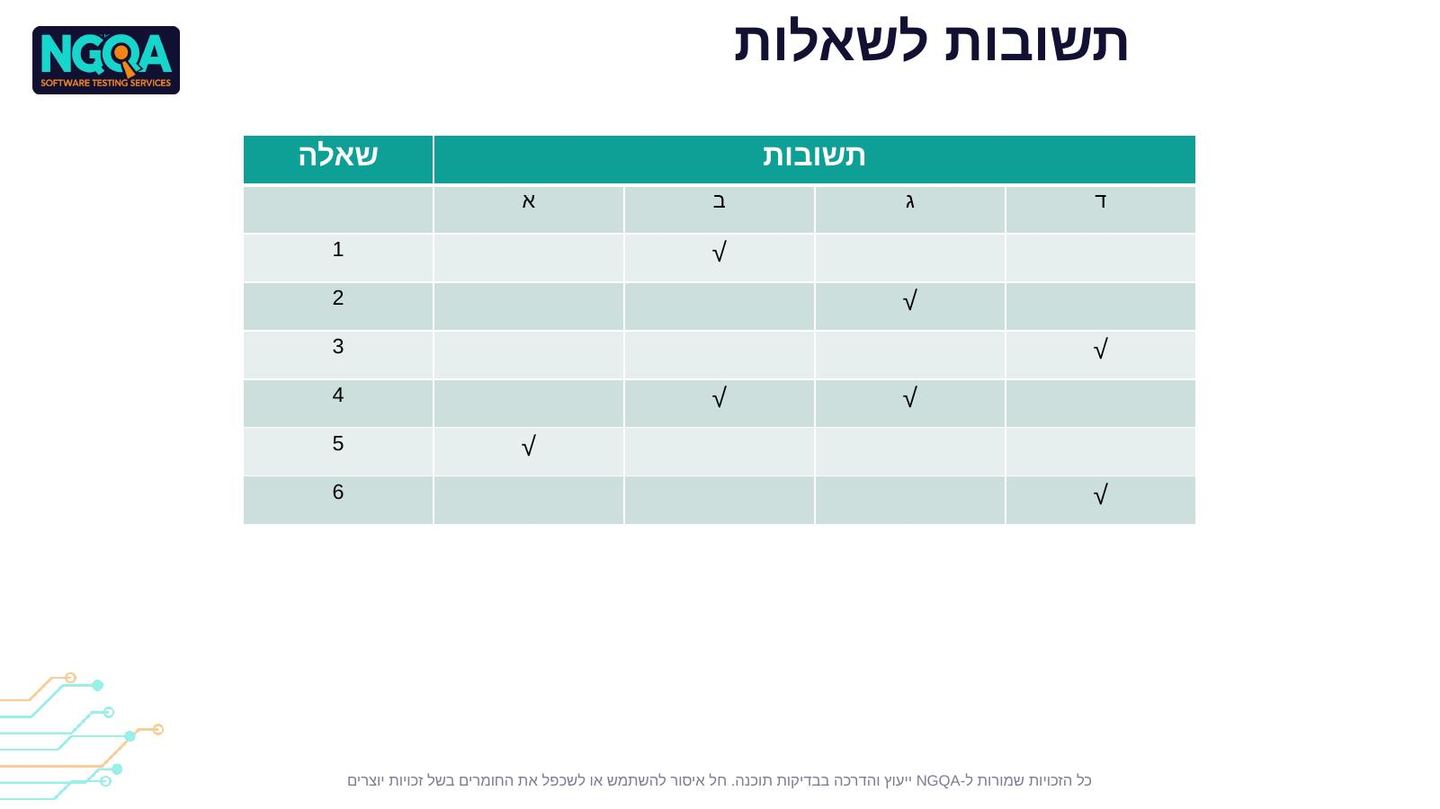 NGQA
SOFTWARE TESTING SERVICES
תשובות לשאלות
שאלה תשובות
א ב ג ד
1 √
2 √
3 √
4 √ √
5 √
6 √
כל הזכויות שמורות ל-NGQA ייעוץ והדרכה בבדיקות תוכנה. חל איסור להשתמש או לשכפל את החומרים בשל זכויות יוצרים